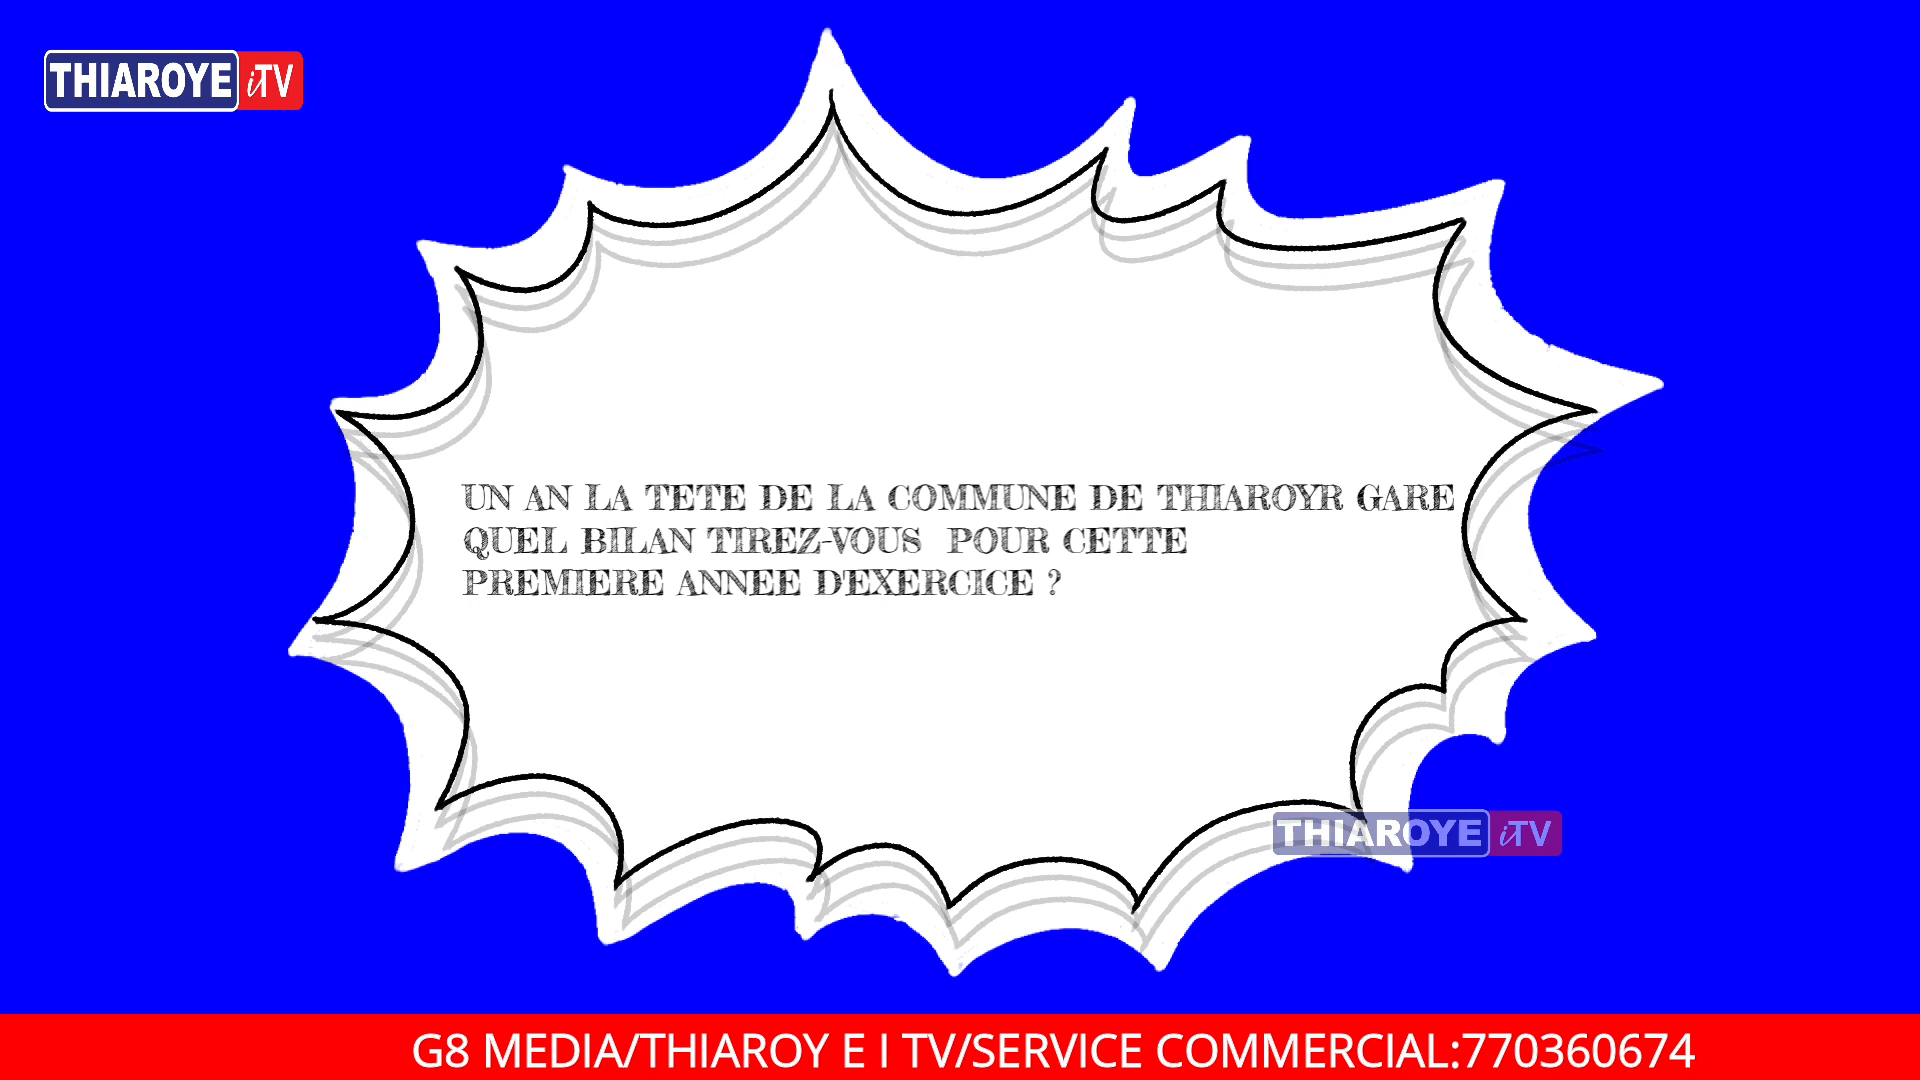 THIAROYE iTV
UN AN LA TETE DE LA COMMUNE DE THIAROYR GARE
QUEL BILAN TIREZ-VOUS  POUR CETTE
PREMIERE ANNEE D'EXERCICE ?
THIAROYE iTV
G8 MEDIA/THIAROY E I TV/SERVICE COMMERCIAL:770360674